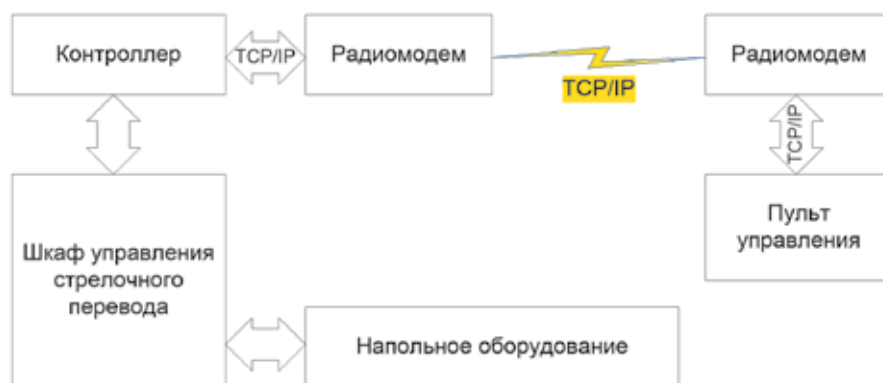 Контроллер
TCP/IP
Радиомодем
TCP/IP
Радиомодем
TCP/IP
Пульт
управления
Шкаф управления
стрелочного
перевода
Напольное оборудование